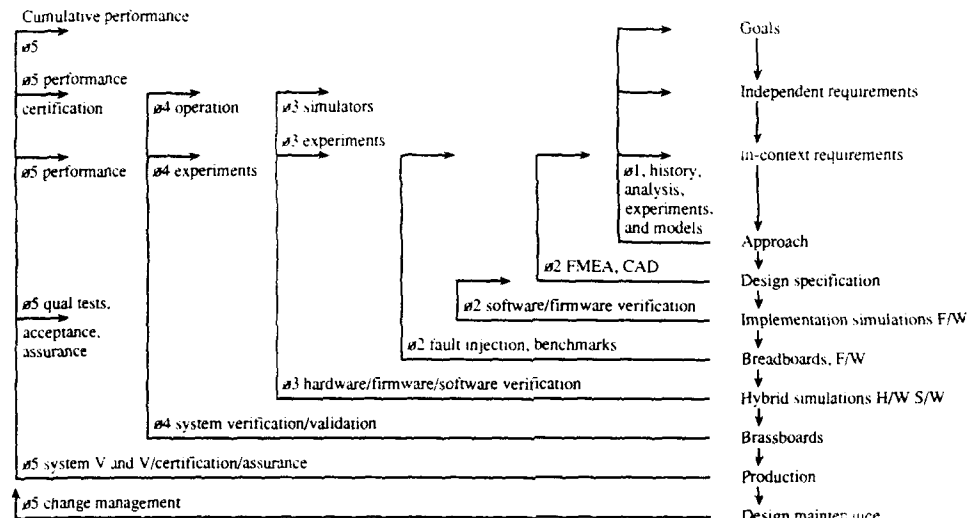 Cumulative performance
ø5
Goals
ø5 performance
certification
ø4 operation
ø3 simulators
Independent requirements
ø3 experiments
ø5 performance
ø4 experiments
In-context requirements
ø1, history,
analysis,
experiments,
and models
Approach
ø2 FMEA, CAD
Design specification
ø5 qual tests,
acceptance,
assurance
ø2 software/firmware verification
Implementation simulations F/W
ø2 fault injection, benchmarks
Breadboards, F/W
ø3 hardware/firmware/software verification
Hybrid simulations H/W S/W
ø4 system verification/validation
Brassboards
ø5 system V and V/certification/assurance
Production
ø5 change management
Design maintenance